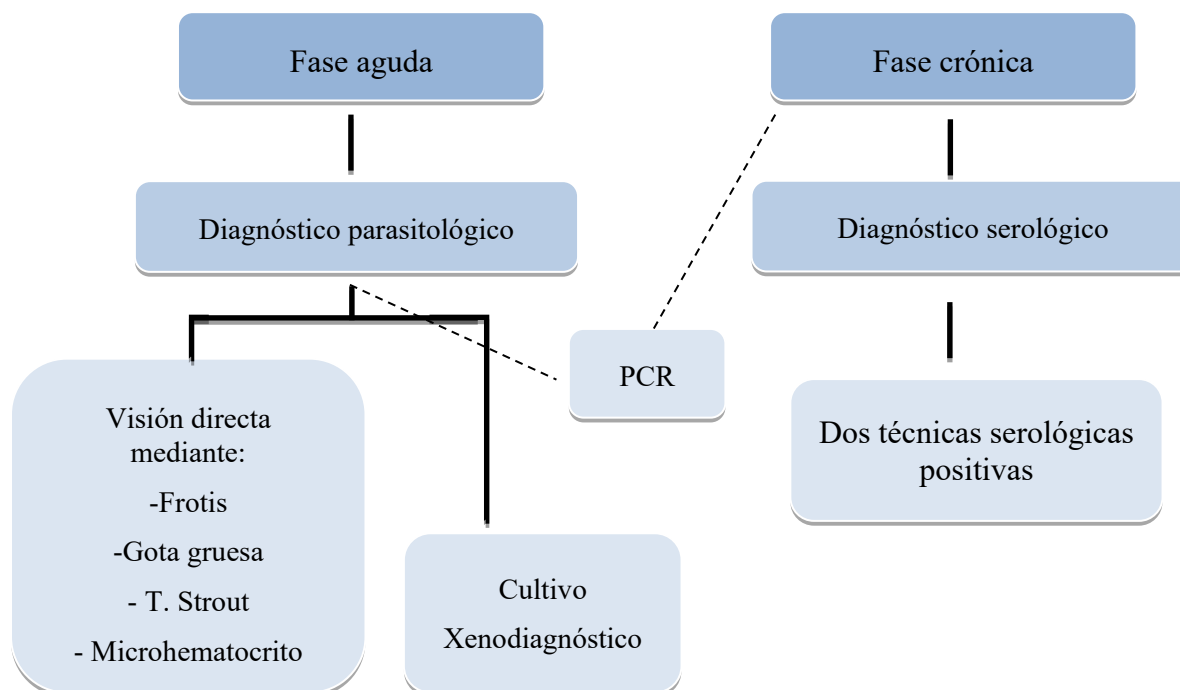 Fase aguda
Fase crónica
Diagnóstico parasitológico
Diagnóstico serológico
PCR
Visión directa
mediante:
-Frotis
-Gota gruesa
- T. Strout
- Microhematocrito
Cultivo
Xenodiagnóstico
Dos técnicas serológicas
positivas